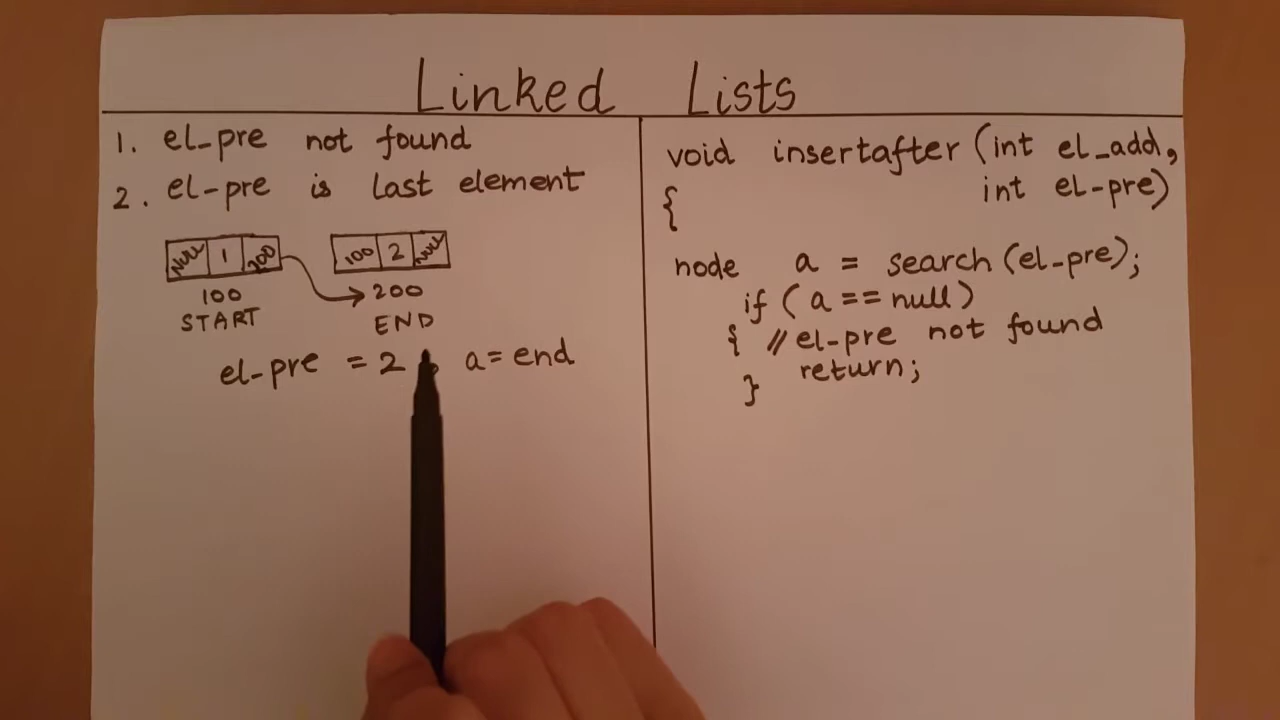 Linked Lists
1. el-pre not found
2. el-pre is last element
NULL 1 200
100 2 NULL
100
200
START
END
el-pre = 2 a = end
void insertafter (int el_add,
int el-pre)
{
node a = search (el-pre);
if ( a == null )
{ // el-pre not found
return;
}